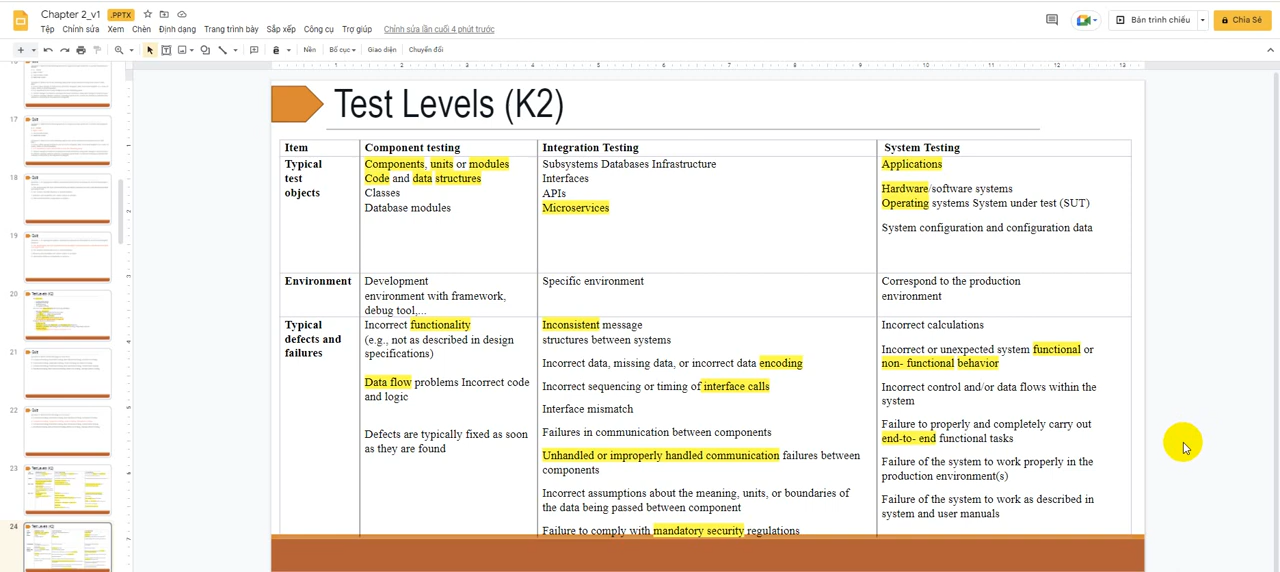 Chapter 2_v1 .PPTX
Tệp Chỉnh sửa Xem Chèn Định dạng Trang trình bày Sắp xếp Công cụ Trợ giúp Chỉnh sửa lần cuối 4 phút trước
Bản trình chiếu
Chia Sẻ
Nền Bố cục Giao diện Chuyển đổi
17
18
19
20
21
22
23
24
Test Levels (K2)
Item Component testing Integration Testing System Testing
Typical
test
objects
Components, units or modules
Code and data structures
Classes
Database modules
Subsystems Databases Infrastructure
Interfaces
APIs
Microservices
Applications
Hardware/software systems
Operating systems System under test (SUT)
System configuration and configuration data
Environment
Development
environment with framework,
debug tool,...
Specific environment
Correspond to the production
environment
Typical
defects and
failures
Incorrect functionality
(e.g., not as described in design
specifications)
Data flow problems Incorrect code
and logic
Defects are typically fixed as soon
as they are found
Inconsistent message
structures between systems
Incorrect data, missing data, or incorrect data encoding
Incorrect sequencing or timing of interface calls
Interface mismatch
Failures in communication between components
Unhandled or improperly handled communication failures between
components
Incorrect assumptions about the meaning, units, or boundaries of
the data being passed between component
Failure to comply with mandatory security regulations
Incorrect calculations
Incorrect or unexpected system functional or
non- functional behavior
Incorrect control and/or data flows within the
system
Failure to properly and completely carry out
end-to- end functional tasks
Failure of the system to work properly in the
production environment(s)
Failure of the system to work as described in
system and user manuals